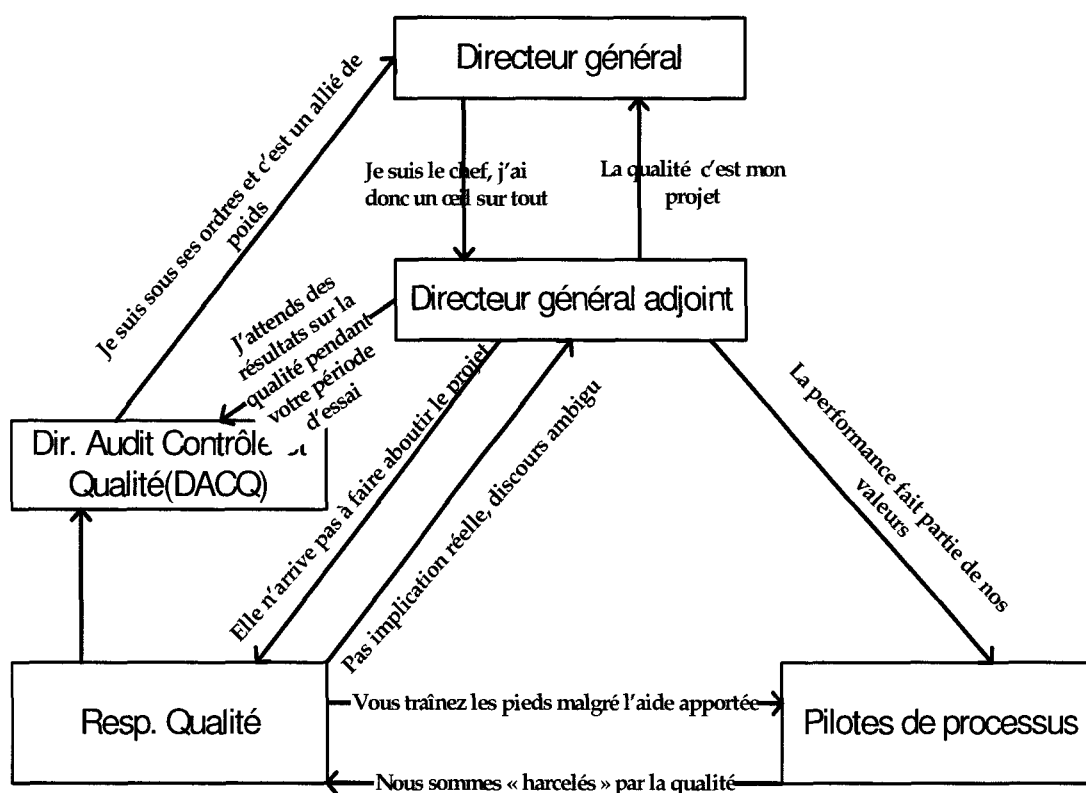 Directeur général
Je suis sous ses ordres et c'est un allié de
poids
Je suis le chef, j'ai
donc un œil sur tout
La qualité c'est mon
projet
Directeur général adjoint
J'attends des
résultats sur la
qualité pendant
votre période
d'essai
Dir. Audit Contrôle
Qualité(DACQ)
Elle n'arrive pas à faire aboutir le projet
Pas implication réelle, discours ambigu
La performance fait partie de nos
valeurs
Resp. Qualité
Vous traînez les pieds malgré l'aide apportée
Pilotes de processus
Nous sommes « harcelés » par la qualité